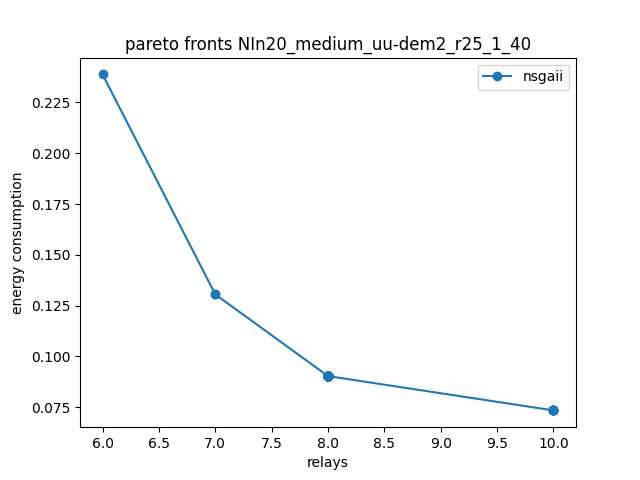 pareto fronts NIn20_medium_uu-dem2_r25_1_40
nsgaii
energy consumption
0.225
0.200
0.175
0.150
0.125
0.100
0.075
6.0 6.5 7.0 7.5 8.0 8.5 9.0 9.5 10.0
relays